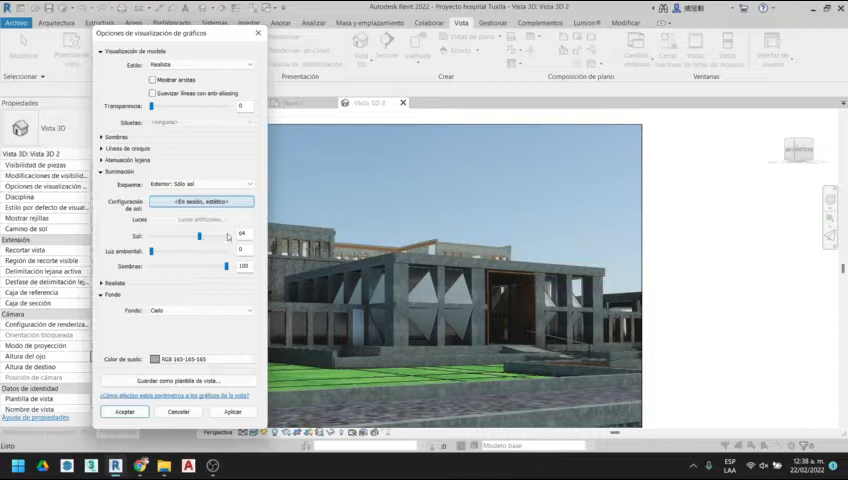 Autodesk Revit 2022 - Proyecto hospital Tuxtla - Vista 3D: Vista 3D 2
Archivo Arquitectura Insertar Anotar Analizar Masa y emplazamiento Colaborar Vista Gestionar Complementos Lumion® Modificar
Modificar
Sección
Llamada
Alzado
Seleccionar
Presentación
Crear
Composición de plano
Ventanas
Propiedades
Vista 3D
Vista 3D 2
Visibilidad de piezas
Modificaciones de visibilid...
Opciones de visualización ...
Disciplina
Estilo por defecto de visual...
Mostrar rejillas
Camino de sol
Extensión
Recortar vista
Región de recorte visible
Delimitación lejana activa
Desfase de delimitación lej...
Caja de referencia
Caja de sección
Cámara
Configuración de renderiza...
Orientación bloqueada
Modo de proyección
Altura del ojo
Altura de destino
Posición de cámara
Datos de identidad
Plantilla de vista
Nombre de vista
Ayuda de propiedades
Opciones de visualización de gráficos
Visualización de modelo
Estilo: Realista
Mostrar aristas
Suavizar líneas con anti-aliasing
Transparencia: 0
Siluetas: <ninguna>
Sombras
Líneas de croquis
Atenuación lejana
Iluminación
Esquema: Exterior: Sólo sol
Configuración de sol: <En sesión, estático>
Luces Luces artificiales...
Sol: 64
Luz ambiental: 0
Sombras: 100
Realista
Fondo
Fondo: Cielo
Color de suelo: RGB 165-165-165
Guardar como plantilla de vista...
¿Cómo afectan estos parámetros a los gráficos de la vista?
Aceptar Cancelar Aplicar
Perspectiva
Listo
:0
Modelo base
:0
ESP
LAA
12:38 a. m.
22/02/2022